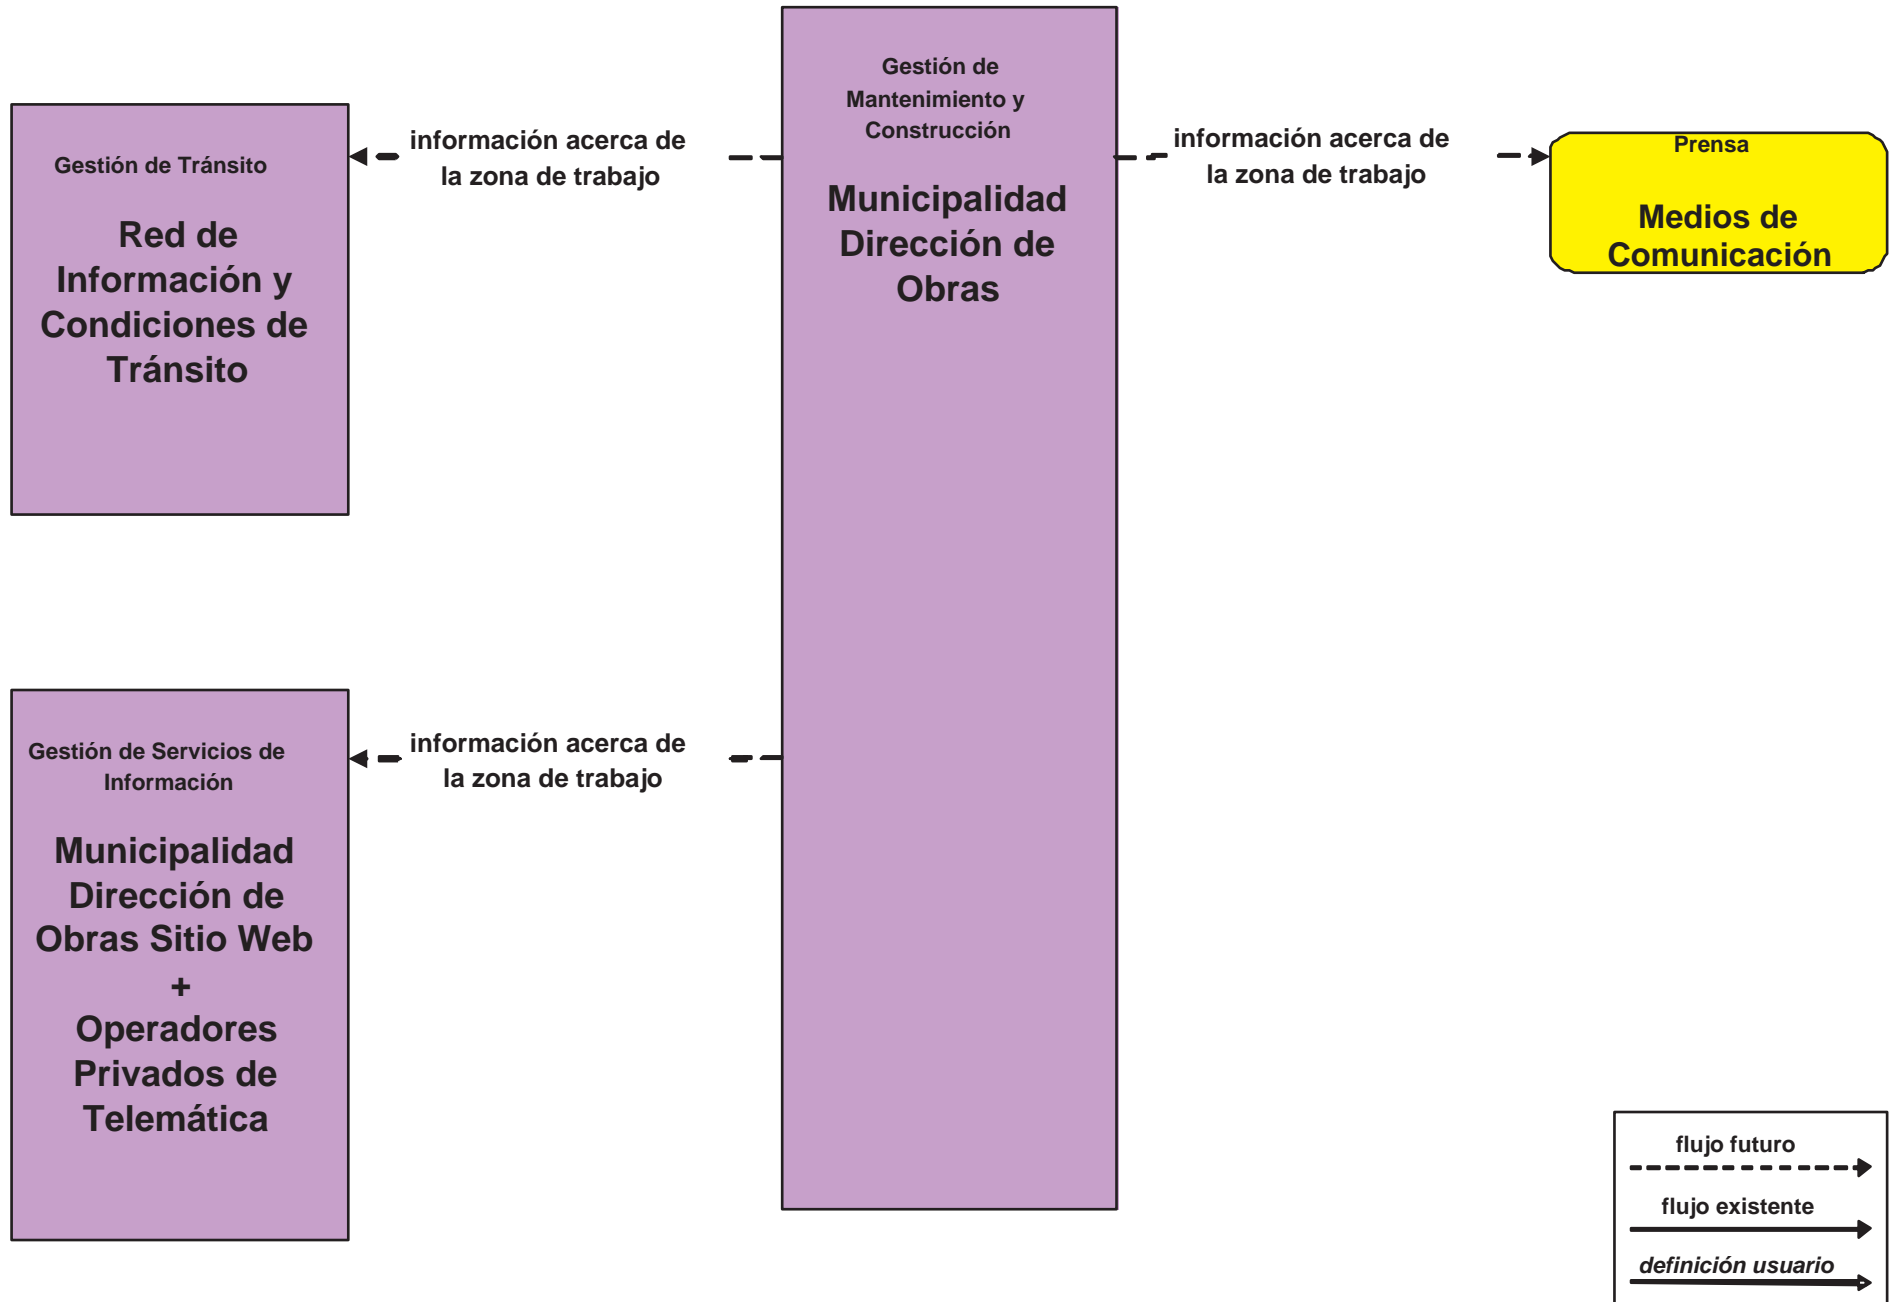 Gestión de Tránsito
Red de
Información y
Condiciones de
Tránsito
información acerca de
la zona de trabajo
Gestión de
Mantenimiento y
Construcción
Municipalidad
Dirección de
Obras
información acerca de
la zona de trabajo
Prensa
Medios de
Comunicación
Gestión de Servicios de
Información
Municipalidad
Dirección de
Obras Sitio Web
+
Operadores
Privados de
Telemática
información acerca de
la zona de trabajo
flujo futuro
flujo existente
definición usuario